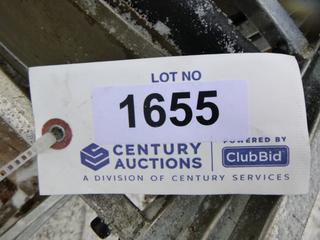 LOT NO
1655
CENTURY AUCTIONS
POWERED BY
ClubBid
A DIVISION OF CENTURY SERVICES